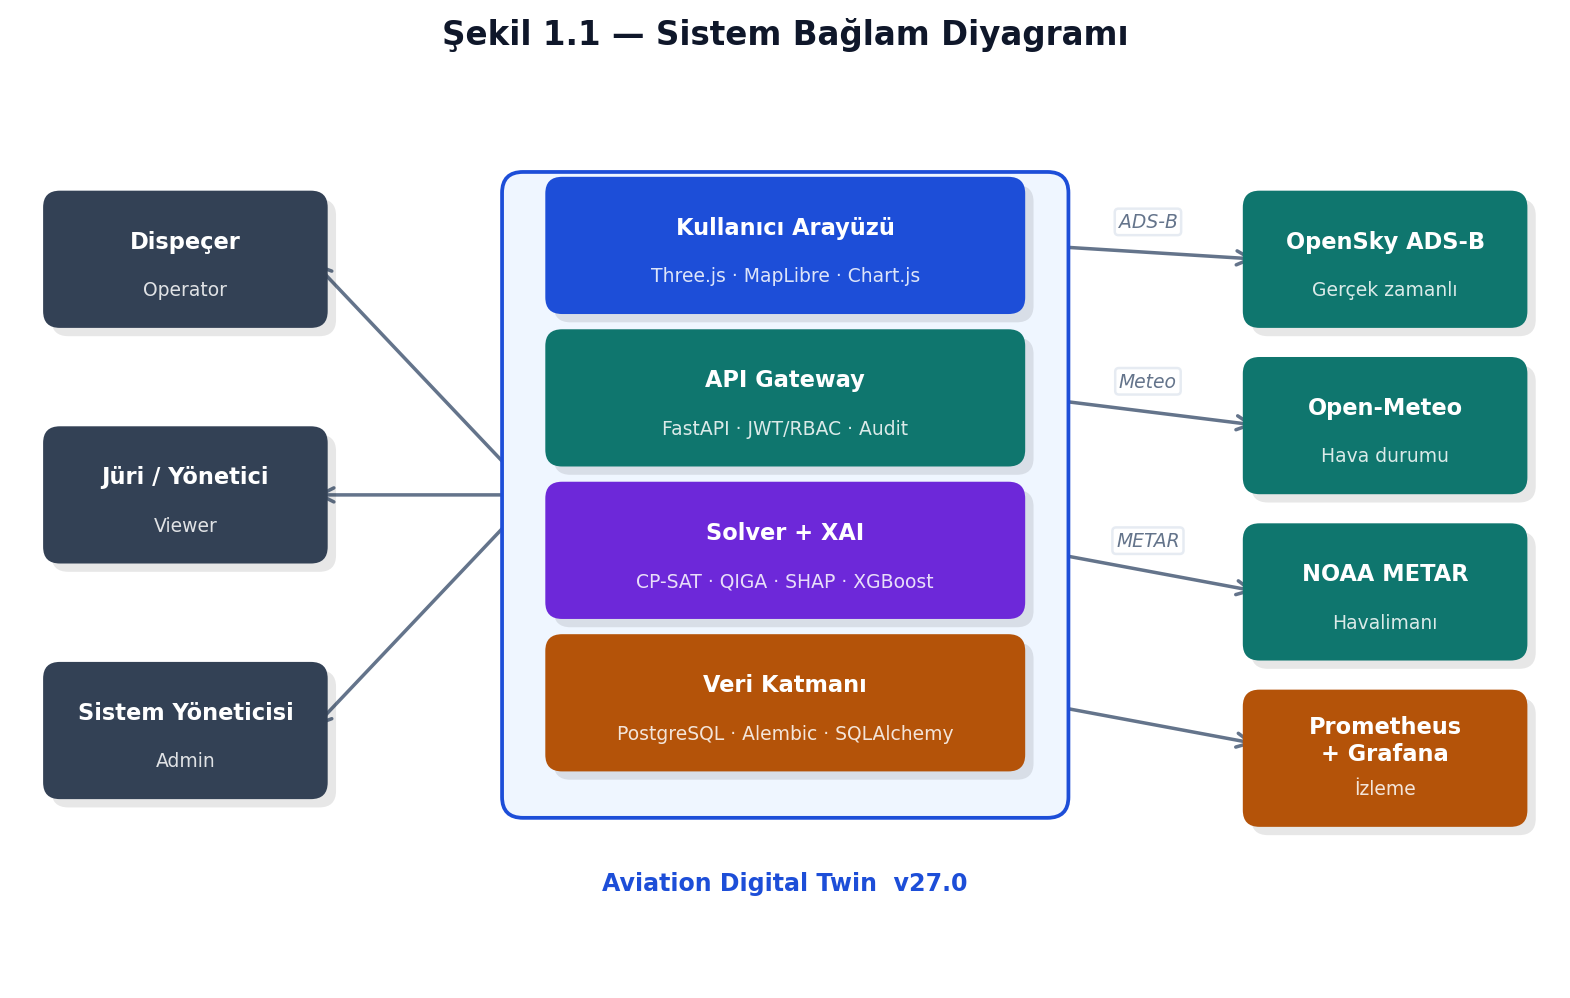 Şekil 1.1 — Sistem Bağlam Diyagramı
Dispeçer
Operator
Jüri / Yönetici
Viewer
Sistem Yöneticisi
Admin
Kullanıcı Arayüzü
Three.js · MapLibre · Chart.js
API Gateway
FastAPI · JWT/RBAC · Audit
Solver + XAI
CP-SAT · QIGA · SHAP · XGBoost
Veri Katmanı
PostgreSQL · Alembic · SQLAlchemy
ADS-B
Meteo
METAR
OpenSky ADS-B
Gerçek zamanlı
Open-Meteo
Hava durumu
NOAA METAR
Havalimanı
Prometheus
+ Grafana
İzleme
Aviation Digital Twin  v27.0